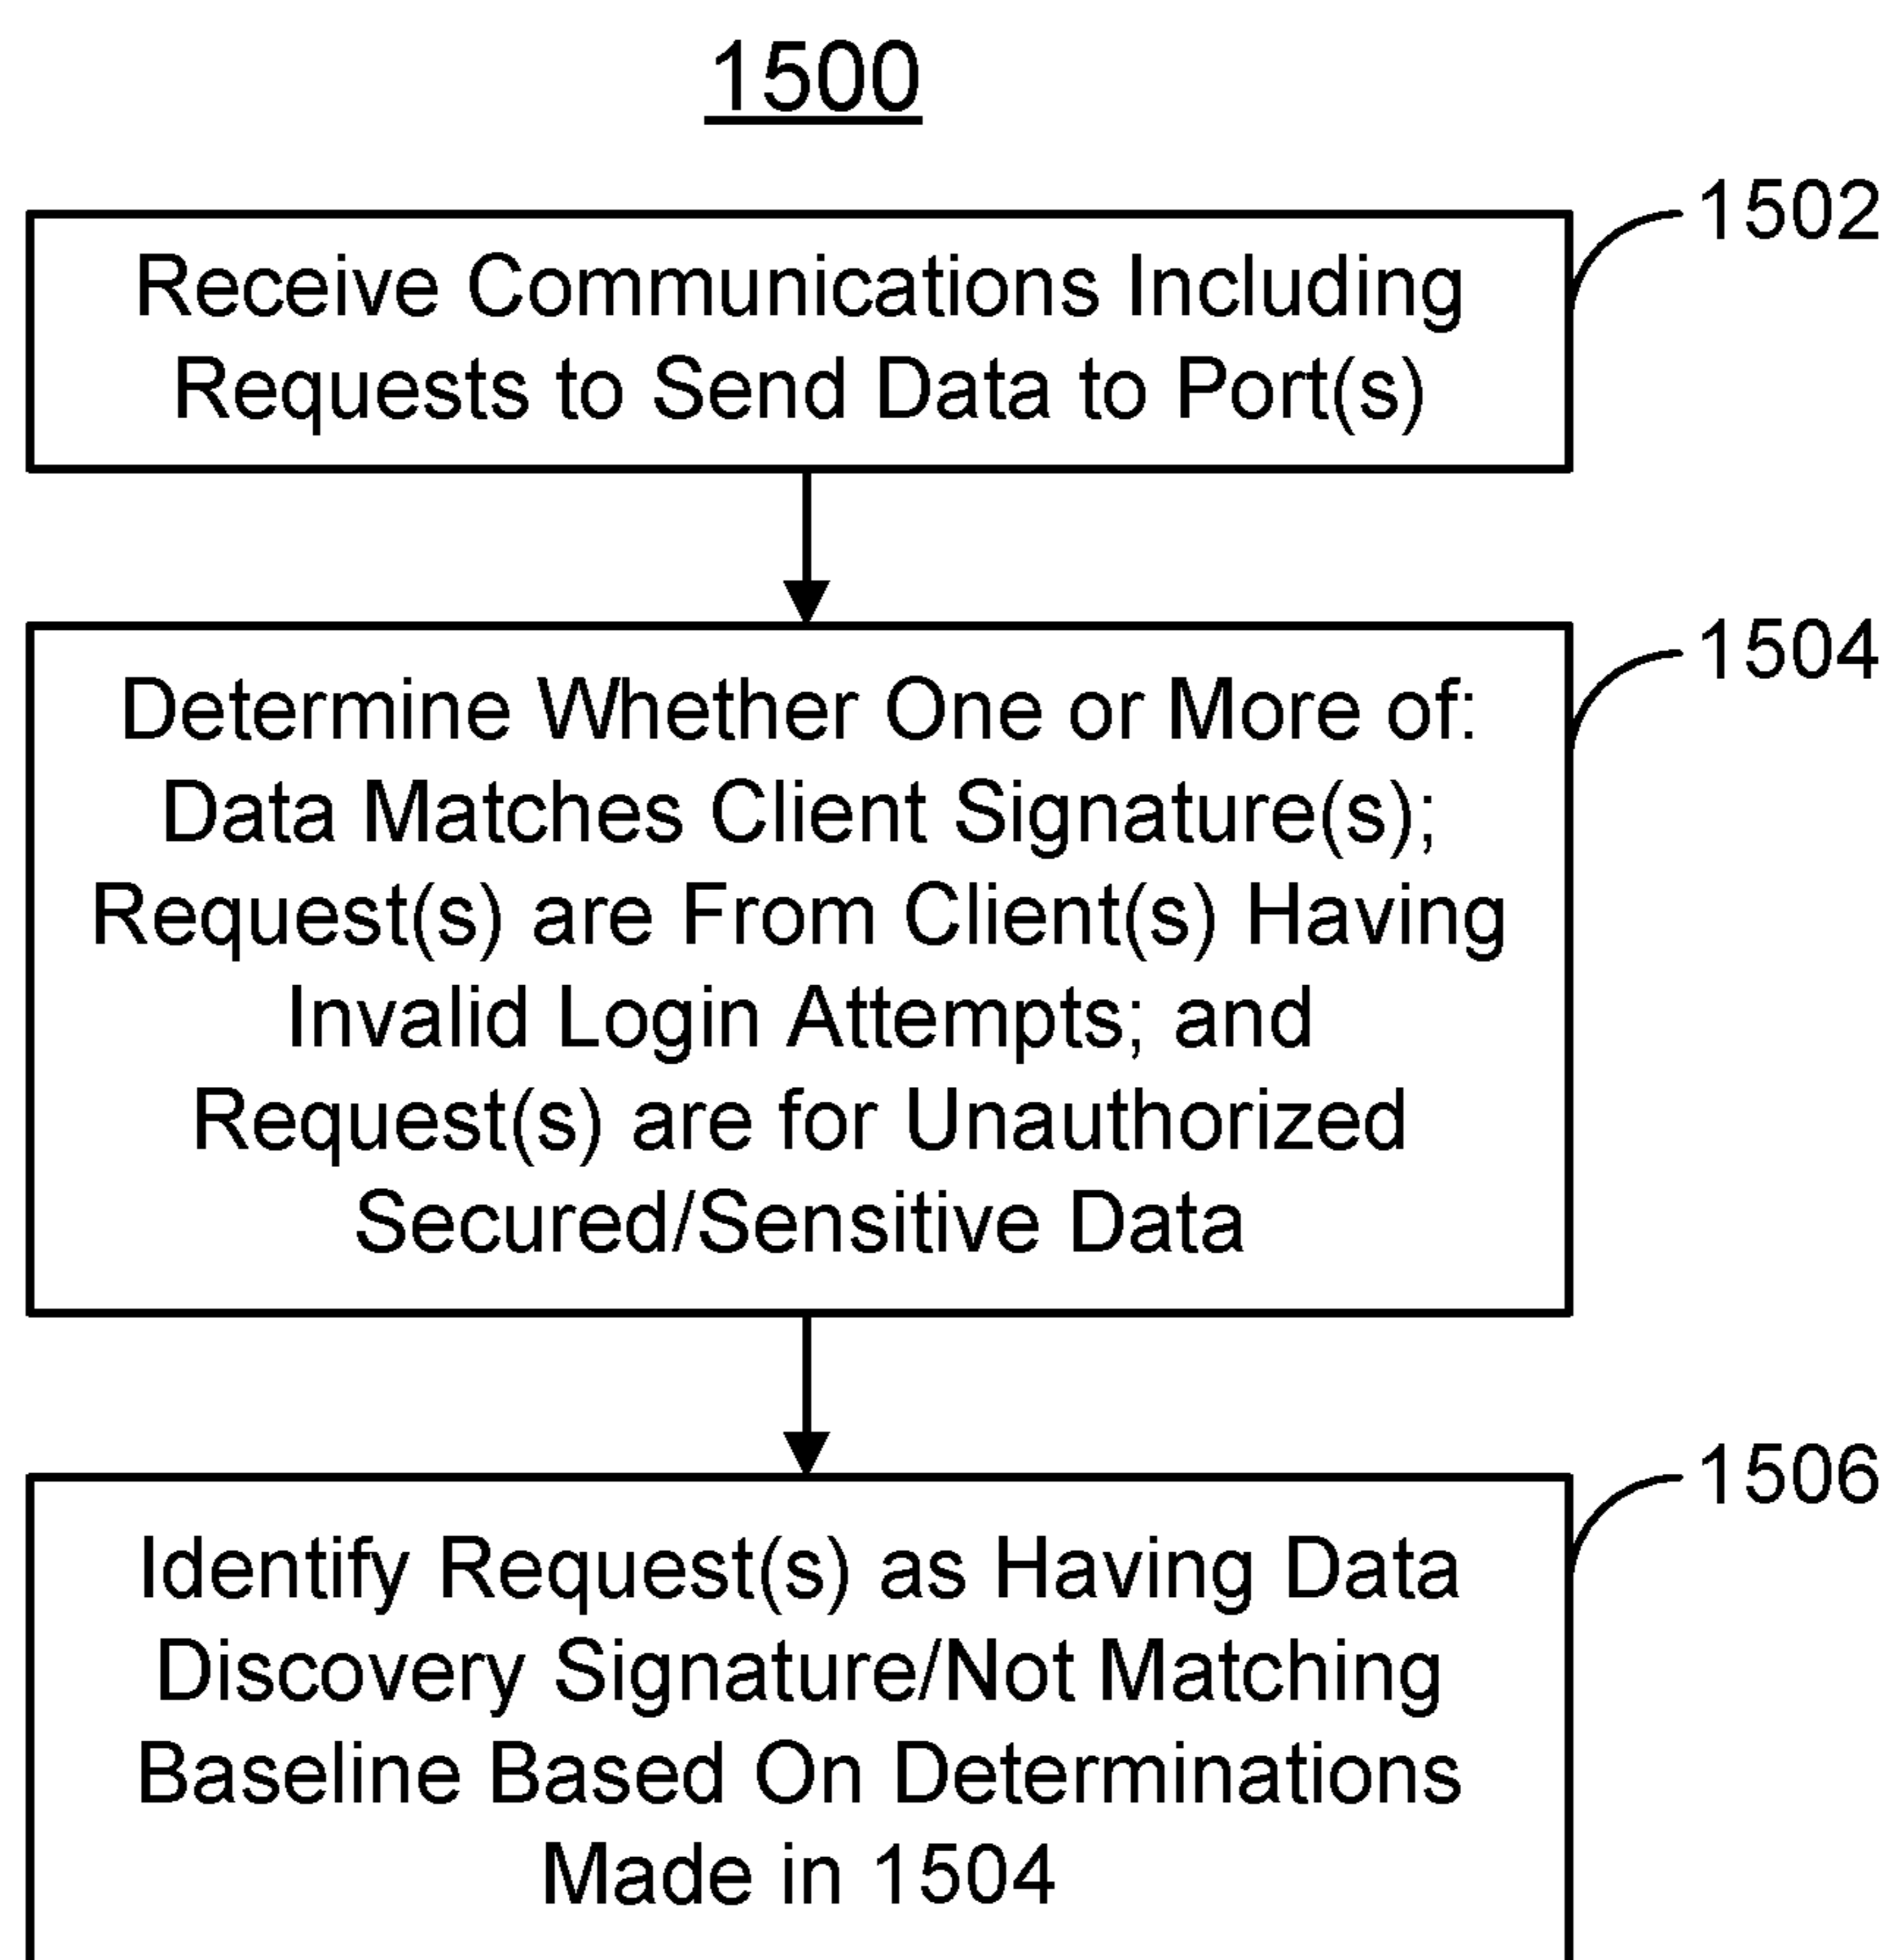 1500
1502
Receive Communications Including
Requests to Send Data to Port(s)
1504
Determine Whether One or More of:
Data Matches Client Signature(s);
Request(s) are From Client(s) Having
Invalid Login Attempts; and
Request(s) are for Unauthorized
Secured/Sensitive Data
1506
Identify Request(s) as Having Data
Discovery Signature/Not Matching
Baseline Based On Determinations
Made in 1504